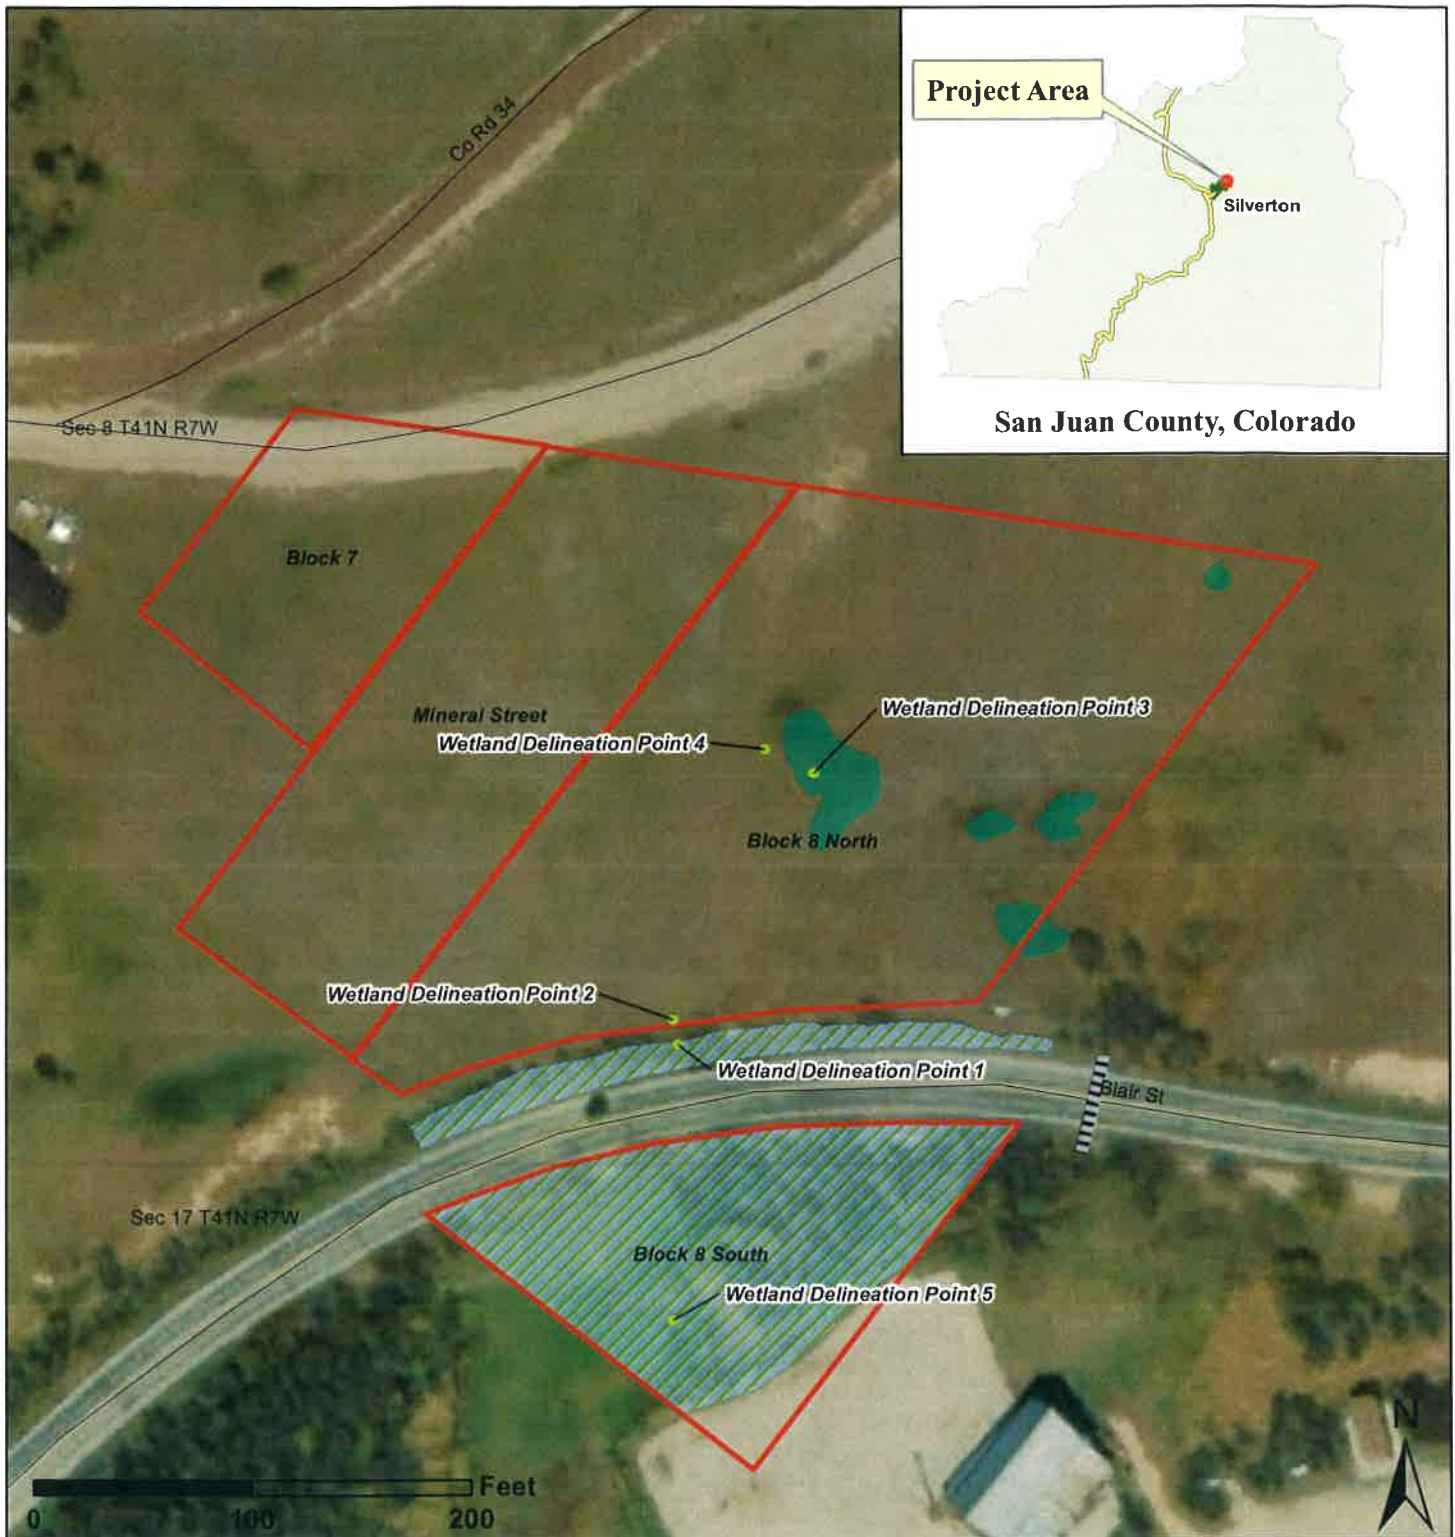 Project Area
Silverton
San Juan County, Colorado
Co Rd 34
Sec 8 T41N R7W
Block 7
Mineral Street
Wetland Delineation Point 3
Wetland Delineation Point 4
Block 8 North
Wetland Delineation Point 2
Wetland Delineation Point 1
Blair St
Sec 17 T41N R7W
Block 8 South
Wetland Delineation Point 5
N
Feet
0 100 200